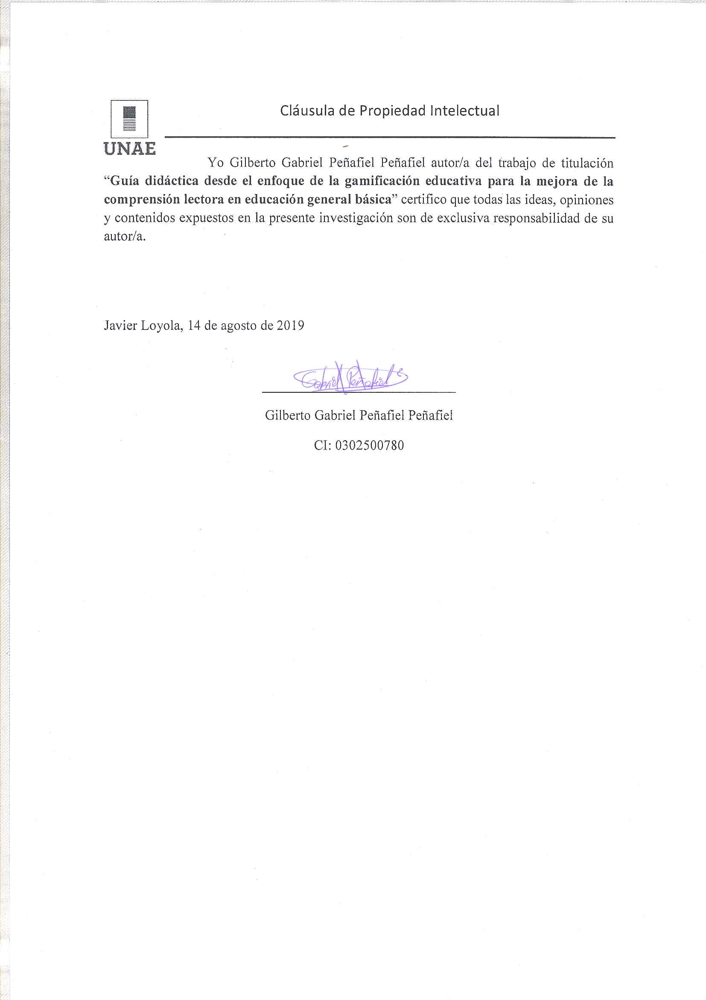 Cláusula de Propiedad Intelectual
UNAE
Yo Gilberto Gabriel Peñafiel Peñafiel autor/a del trabajo de titulación
“Guía didáctica desde el enfoque de la gamificación educativa para la mejora de la
comprensión lectora en educación general básica” certifico que todas las ideas, opiniones
y contenidos expuestos en la presente investigación son de exclusiva responsabilidad de su
autor/a.
Javier Loyola, 14 de agosto de 2019
Gabriel Peñafiel
Gilberto Gabriel Peñafiel Peñafiel
CI: 0302500780